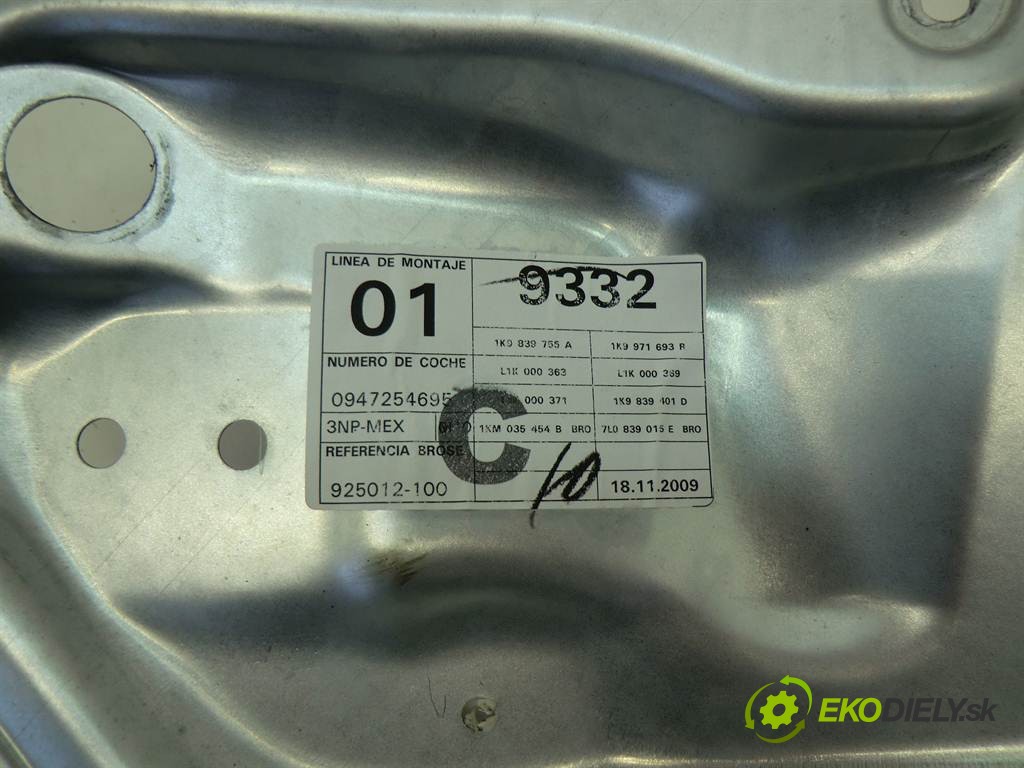 LINEA DE MONTAJE
01
9332
NUMERO DE COCHE
1K9 839 755 A
1K9 971 693 R
L1K 000 363
L1K 000 369
0947254695
000 371
1K9 839 401 D
3NP-MEX
1KM 035 454 B BRO
7L0 839 015 E BRO
C
REFERENCIA BROSE
925012-100
10
18.11.2009
EKODIELY.sk